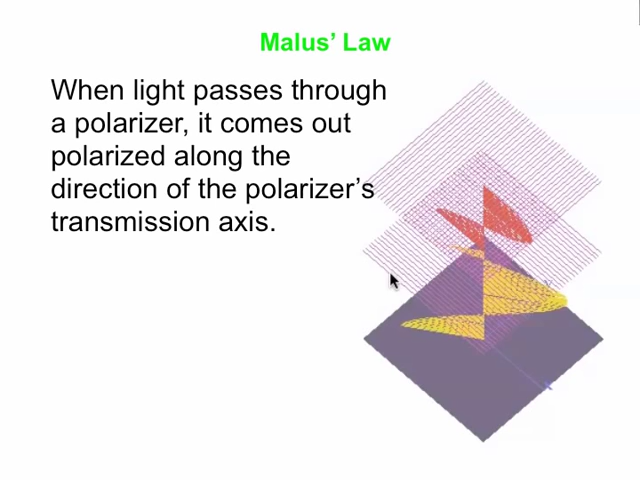 Malus’ Law
When light passes through
a polarizer, it comes out
polarized along the
direction of the polarizer’s
transmission axis.